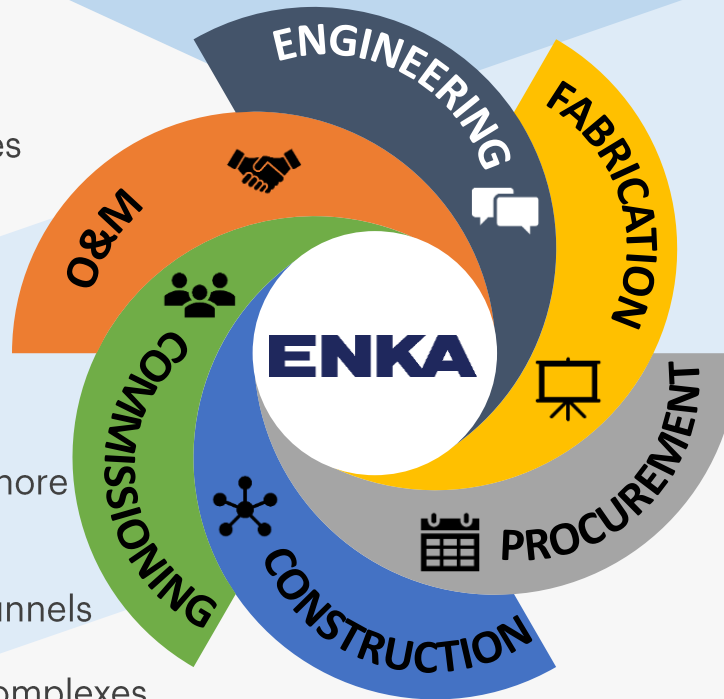 ENGINEERING
FABRICATION
PROCUREMENT
CONSTRUCTION
COMMISSIONING
O&M
ENKA